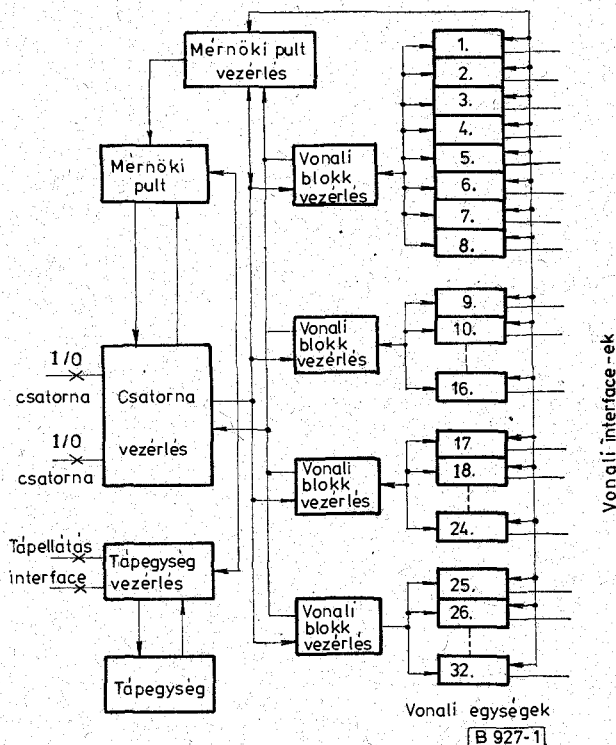 Mérnöki pult
vezérlés
Mérnöki
pult
I/O
csatorna
I/O
csatorna
Csatorna
vezérlés
Tápellátás
interface
Tápegység
vezérlés
Tápegység
Vonali
blokk
vezérlés
Vonali
blokk
vezérlés
Vonali
blokk
vezérlés
Vonali
blokk
vezérlés
1.
2.
3.
4.
5.
6.
7.
8.
9.
10.
16.
17.
18.
24.
25.
26.
32.
Vonali egységek
Vonali interface-ek
B 927-1